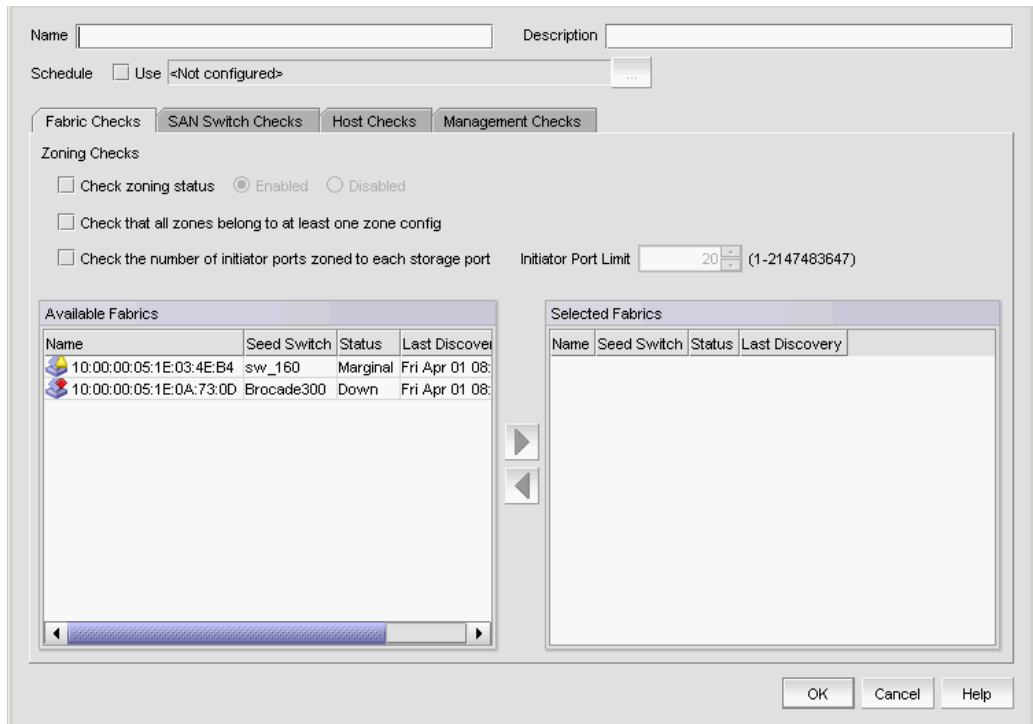 Name Description
Schedule Use <Not configured> ...
Fabric Checks SAN Switch Checks Host Checks Management Checks
Zoning Checks
Check zoning status Enabled Disabled
Check that all zones belong to at least one zone config
Check the number of initiator ports zoned to each storage port Initiator Port Limit 20 (1-2147483647)
Available Fabrics
Name Seed Switch Status Last Discover
10:00:00:05:1E:03:4E:B4 sw_160 Marginal Fri Apr 01 08:
10:00:00:05:1E:0A:73:0D Brocade300 Down Fri Apr 01 08:
Selected Fabrics
Name Seed Switch Status Last Discovery
OK Cancel Help